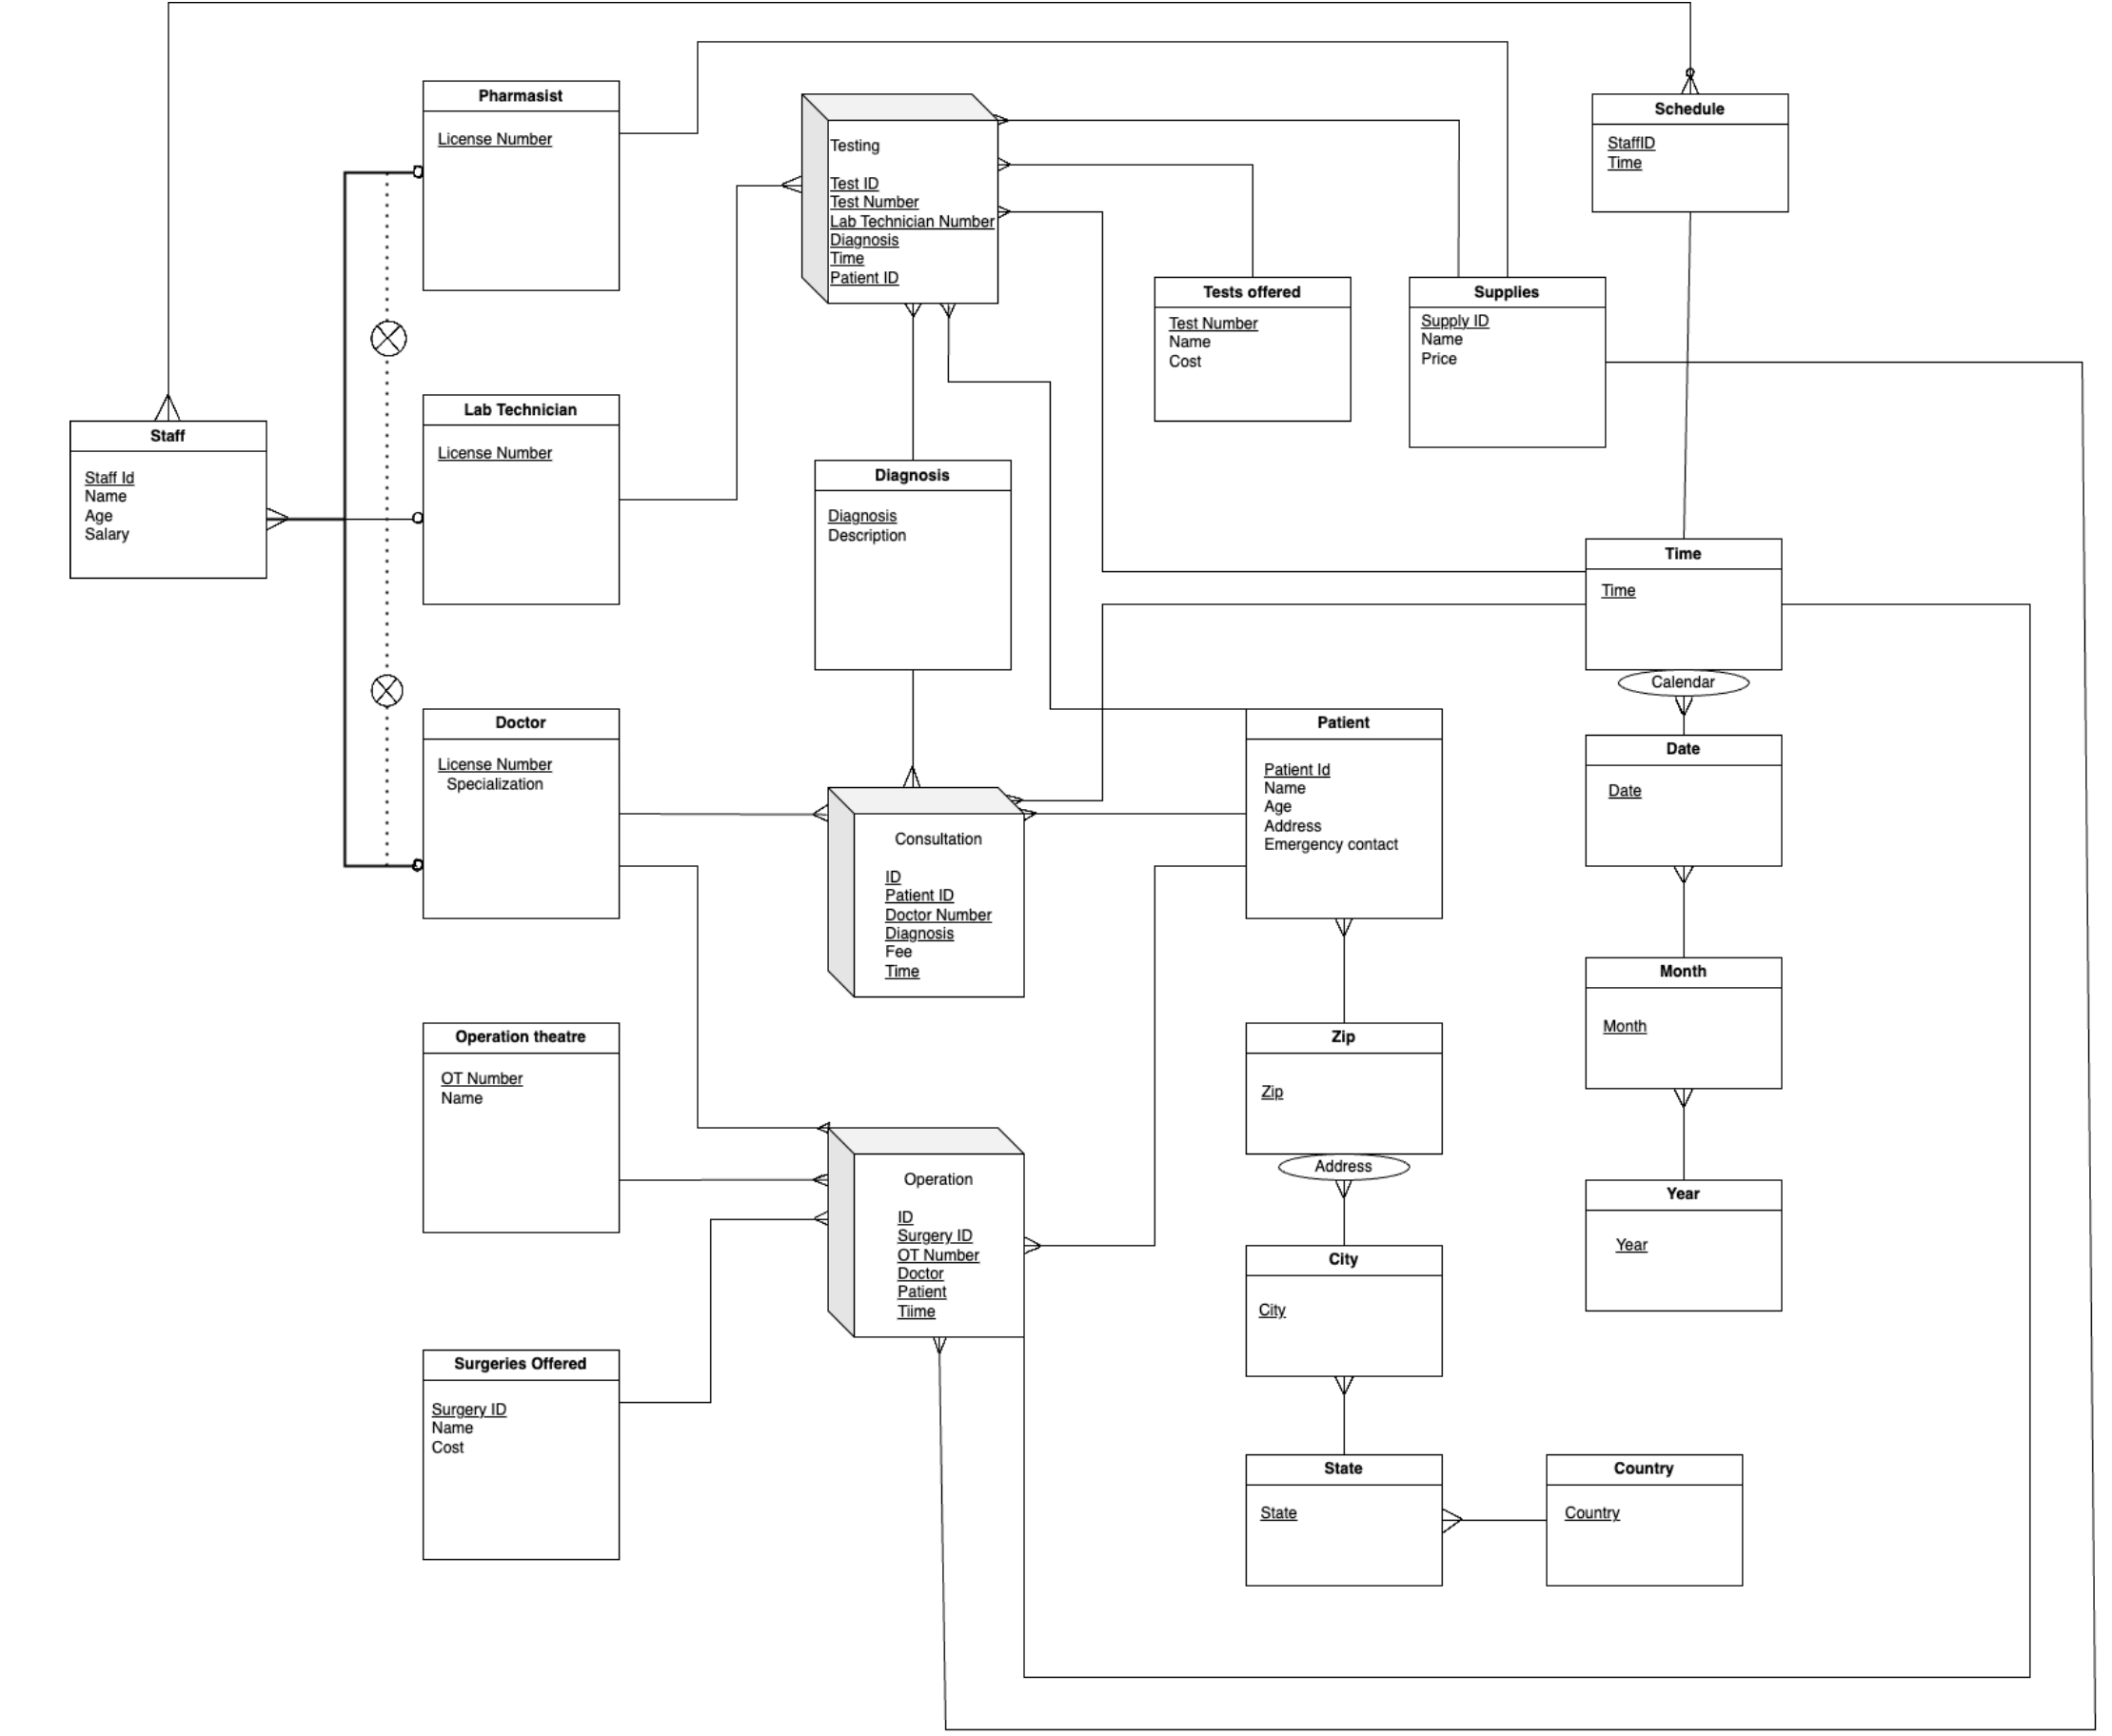 Pharmasist
License Number
Testing
Test ID
Test Number
Lab Technician Number
Diagnosis
Time
Patient ID
Schedule
StaffID
Time
Tests offered
Test Number
Name
Cost
Supplies
Supply ID
Name
Price
Staff
Staff Id
Name
Age
Salary
Lab Technician
License Number
Diagnosis
Diagnosis
Description
Time
Time
Calendar
Doctor
License Number
Specialization
Consultation
ID
Patient ID
Doctor Number
Diagnosis
Fee
Time
Patient
Patient Id
Name
Age
Address
Emergency contact
Date
Date
Operation theatre
OT Number
Name
Zip
Zip
Address
Month
Month
Operation
ID
Surgery ID
OT Number
Doctor
Patient
Tiime
City
City
Year
Year
Surgeries Offered
Surgery ID
Name
Cost
State
State
Country
Country